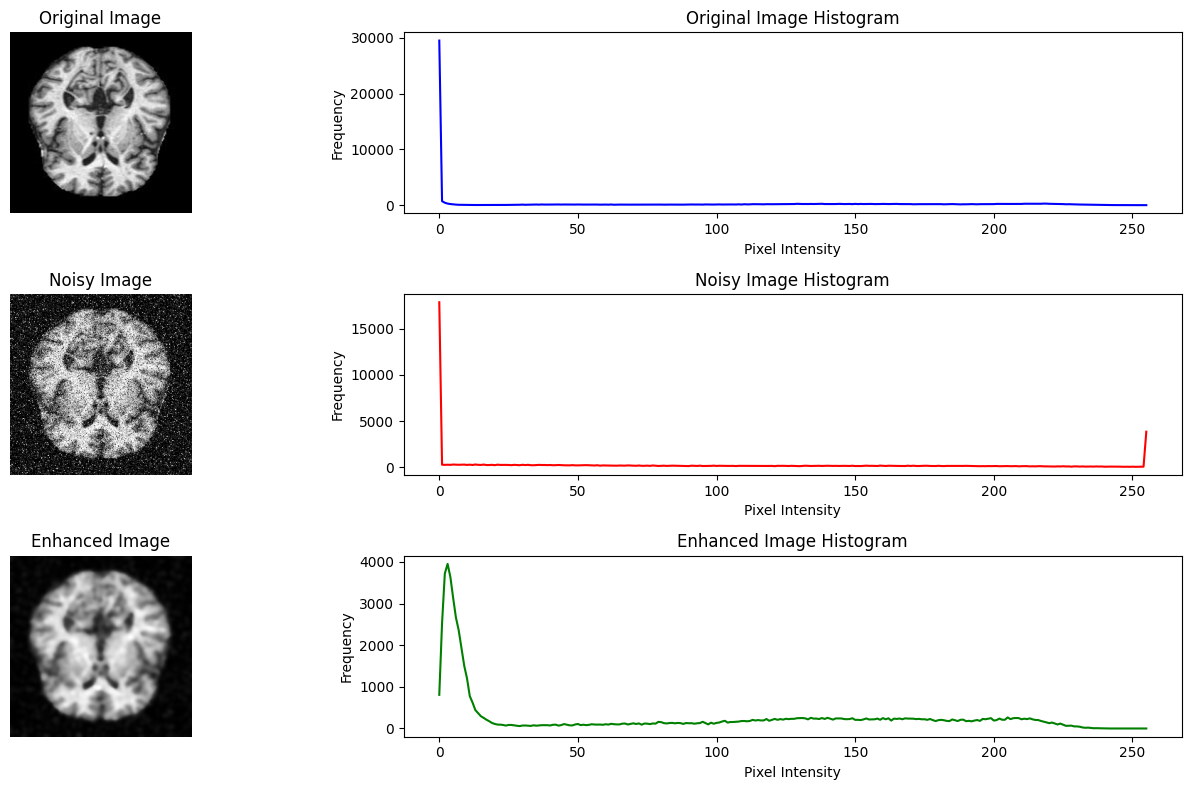 Original Image
Original Image Histogram
30000
20000
10000
0
Frequency
0 50 100 150 200 250
Pixel Intensity
Noisy Image
Noisy Image Histogram
15000
10000
5000
0
Frequency
0 50 100 150 200 250
Pixel Intensity
Enhanced Image
Enhanced Image Histogram
4000
3000
2000
1000
0
Frequency
0 50 100 150 200 250
Pixel Intensity